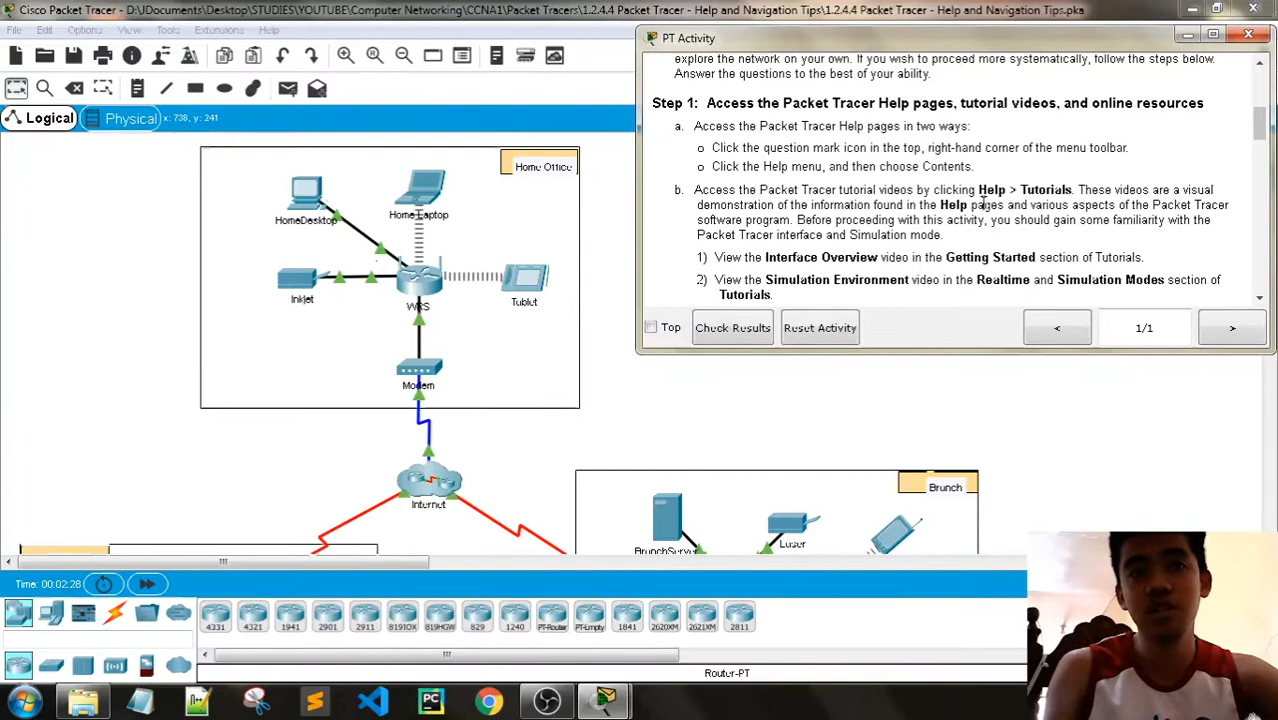 Cisco Packet Tracer - D:\JDocuments\Desktop\STUDIES\YOUTUBE\Computer Networking\CCNA1\Packet Tracers\1.2.4.4 Packet Tracer - Help and Navigation Tips\1.2.4.4 Packet Tracer - Help and Navigation Tips.pka
File Edit Options View Tools Extensions Help
PT Activity
explore the network on your own. If you wish to proceed more systematically, follow the steps below.
Answer the questions to the best of your ability.
Step 1: Access the Packet Tracer Help pages, tutorial videos, and online resources
a. Access the Packet Tracer Help pages in two ways:
o Click the question mark icon in the top, right-hand corner of the menu toolbar.
o Click the Help menu, and then choose Contents.
b. Access the Packet Tracer tutorial videos by clicking Help > Tutorials. These videos are a visual
demonstration of the information found in the Help pages and various aspects of the Packet Tracer
software program. Before proceeding with this activity, you should gain some familiarity with the
Packet Tracer interface and Simulation mode.
1) View the Interface Overview video in the Getting Started section of Tutorials.
2) View the Simulation Environment video in the Realtime and Simulation Modes section of
Tutorials.
Top Check Results Reset Activity < 1/1 >
Logical Physical x: 738, y: 241
Home Office
HomeDesktop
Home Laptop
Inkjet
WRS
Tublet
Modem
Internet
Brunch
BrunchServer
Luser
Time: 00:02:28
4331 4321 1941 2901 2911 819IOX 819HGW 829 1240 PT-Router PT-Empty 1841 2620XM 2621XM 2811
Router-PT